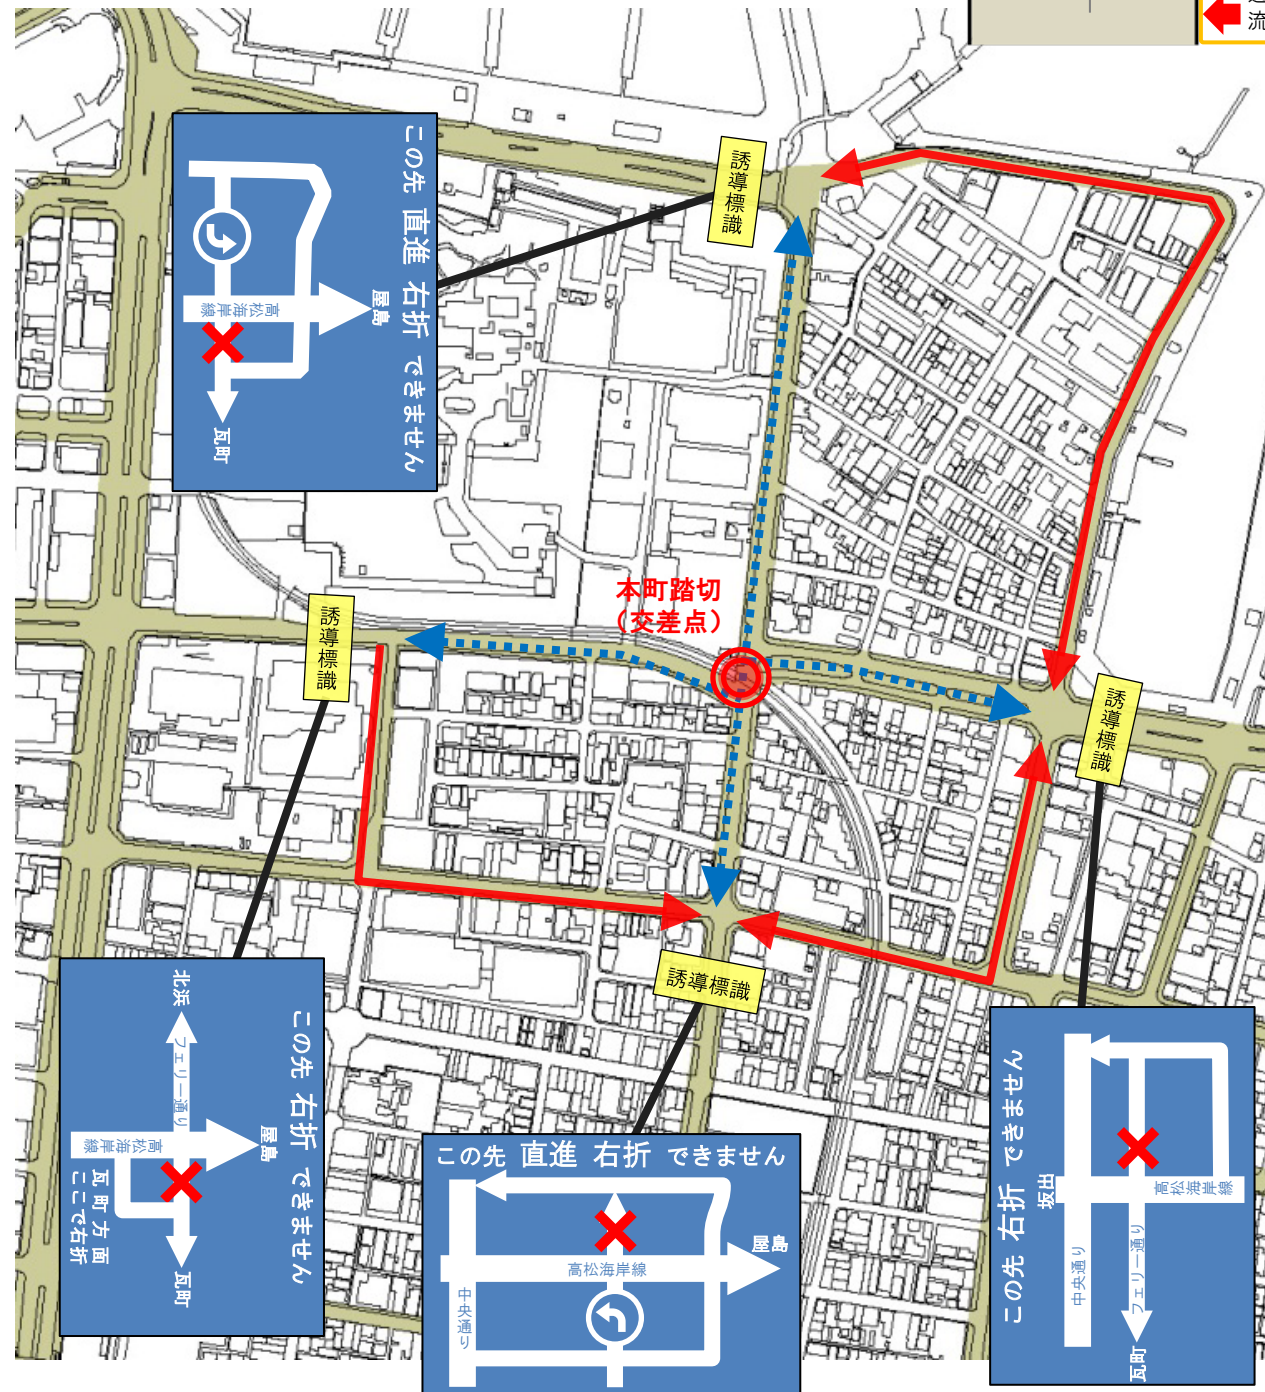 流
誘導標識
この先 直進 右折 できません
高松海岸線
屋島
瓦町
本町踏切
(交差点)
誘導標識
誘導標識
誘導標識
この先 右折 できません
北浜
フェリー通り
高松海岸線
屋島
瓦町方面
ここで右折
瓦町
この先 直進 右折 できません
屋島
高松海岸線
中央通り
この先 右折 できません
坂出
高松海岸線
中央通り
フェリー通り
瓦町